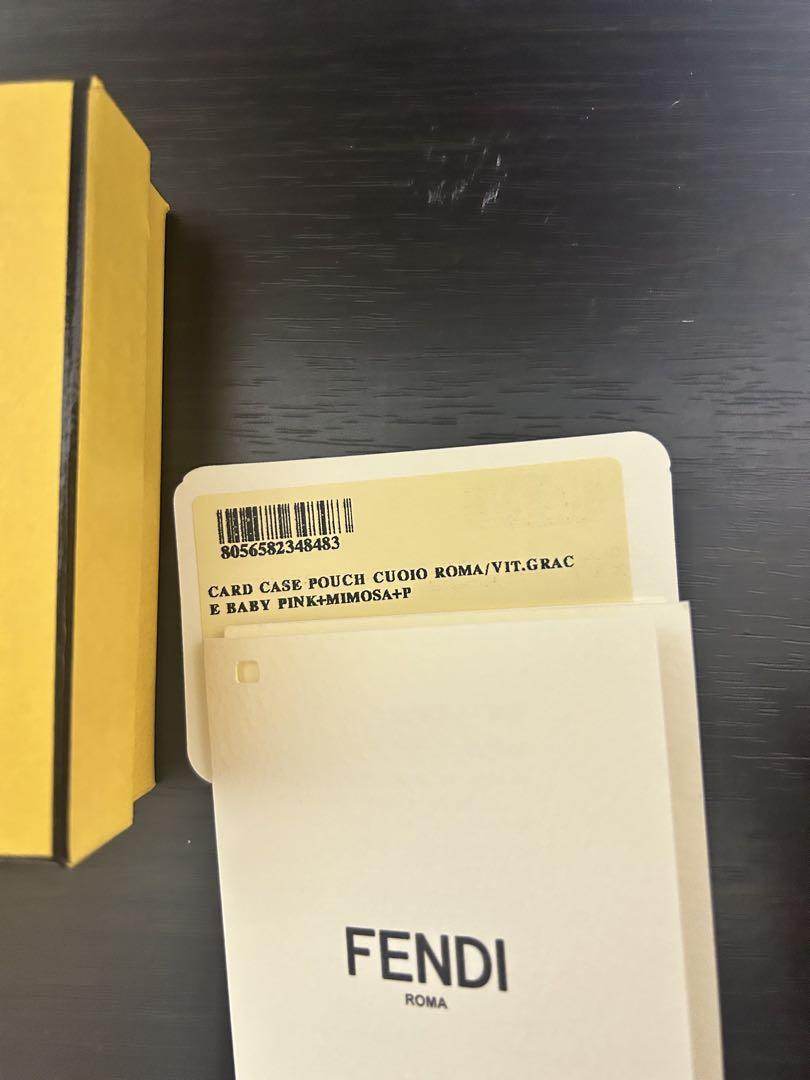 8056582348483
CARD CASE POUCH CUOIO ROMA/VIT.GRAC
E BABY PINK+MIMOSA+P
FENDI
ROMA